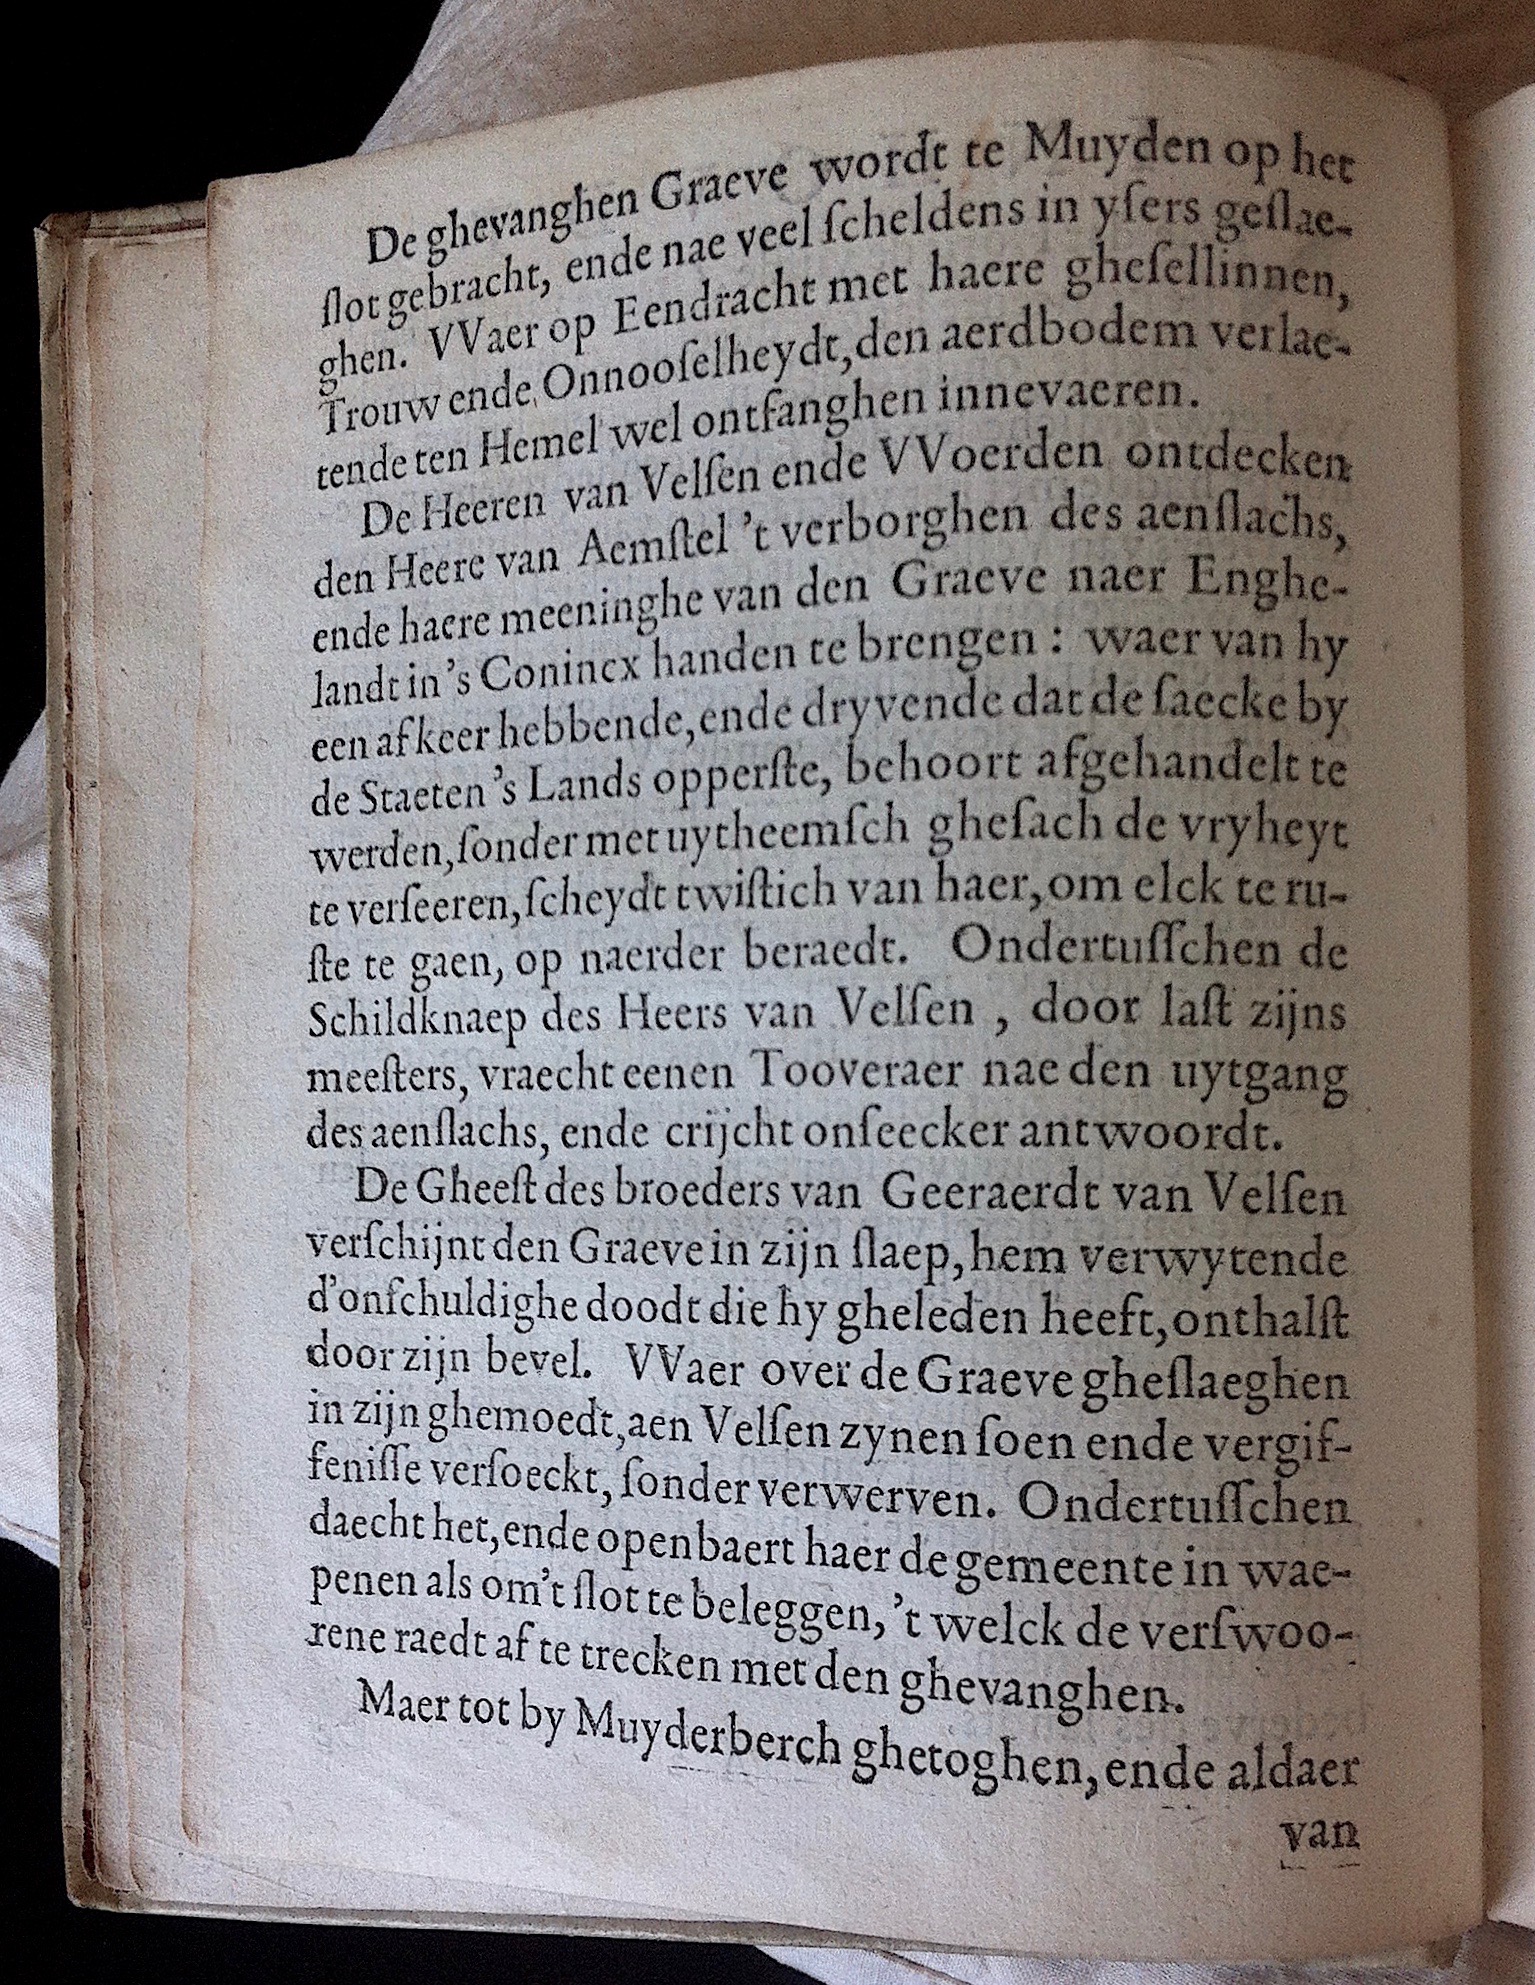 De ghevanghen Graeve wordt te Muyden op het
ſlot gebracht, ende nae veel ſcheldens in yſers geſlae-
ghen. VVaer op Eendracht met haere gheſellinnen,
Trouw ende Onnooſelheydt, den aerdbodem verlae-
tende ten Hemel wel ontfanghen innevaeren.
De Heeren van Velſen ende VVoerden ontdecken
den Heere van Aemſtel 't verborghen des aenſlachs,
ende haere meeninghe van den Graeve naer Enghe-
landt in 's Conincx handen te brengen : waer van hy
een afkeer hebbende, ende dryvende dat de ſaecke by
de Staeten 's Lands opperſte, behoort afgehandelt te
werden, ſonder met uytheemſch gheſach de vryheyt
te verſeeren, ſcheydt twiſtich van haer, om elck te ru-
ſte te gaen, op naerder beraedt. Ondertuſſchen de
Schildknaep des Heers van Velſen , door laſt zijns
meeſters, vraecht eenen Tooveraer nae den uytgang
des aenſlachs, ende crijcht onſeecker antwoordt.
De Gheeſt des broeders van Geeraerdt van Velſen
verſchijnt den Graeve in zijn ſlaep, hem verwytende
d'onſchuldighe doodt die hy gheleden heeft, onthalſt
door zijn bevel. VVaer over de Graeve gheſlaeghen
in zijn ghemoedt, aen Velſen zynen ſoen ende vergif-
feniſſe verſoeckt, ſonder verwerven. Ondertuſſchen
daecht het, ende openbaert haer de gemeente in wae-
penen als om't ſlot te beleggen, 't welck de verſwoo-
rene raedt af te trecken met den ghevanghen.
Maer tot by Muyderberch ghetoghen, ende aldaer
van